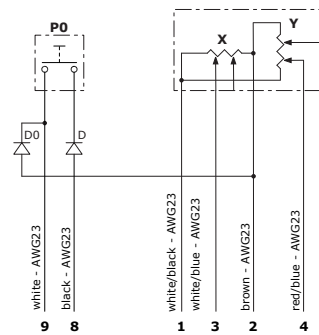 P0
X
Y
D0
D
white - AWG23
black - AWG23
white/black - AWG23
white/blue - AWG23
brown - AWG23
red/blue - AWG23
9
8
1
3
2
4